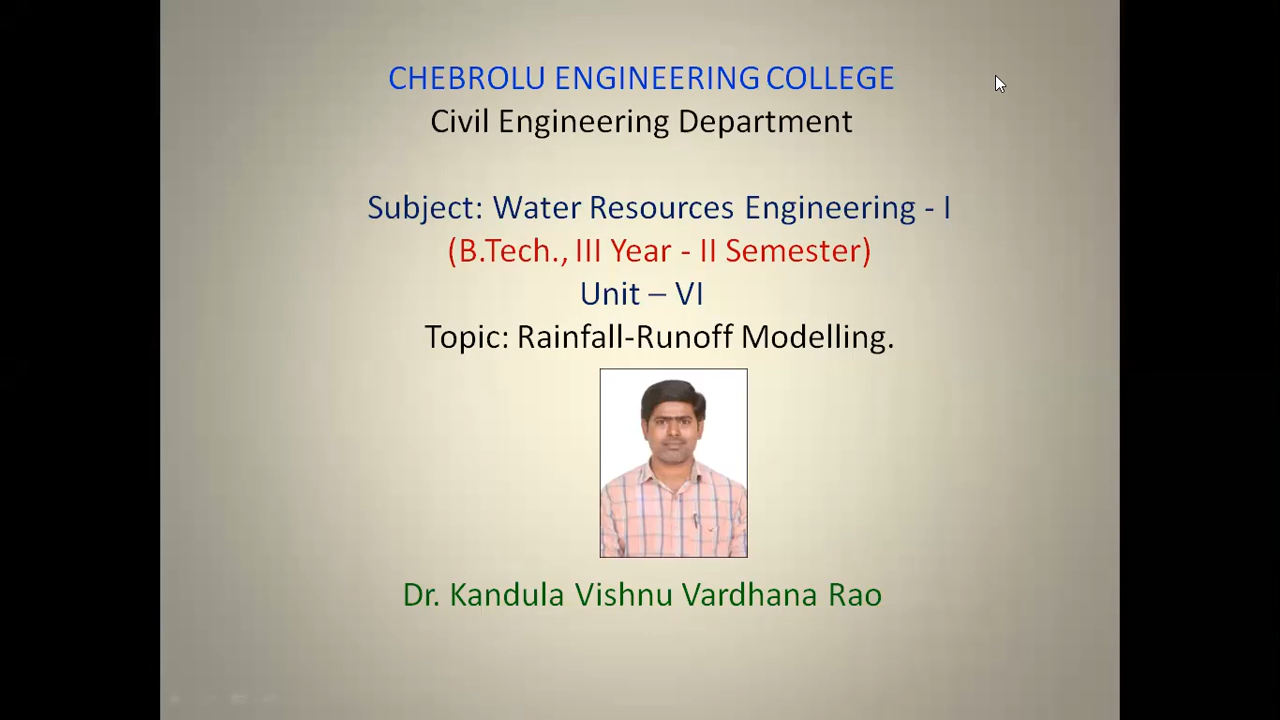 CHEBROLU ENGINEERING COLLEGE
Civil Engineering Department
Subject: Water Resources Engineering - I
(B.Tech., III Year - II Semester)
Unit – VI
Topic: Rainfall-Runoff Modelling.
Dr. Kandula Vishnu Vardhana Rao